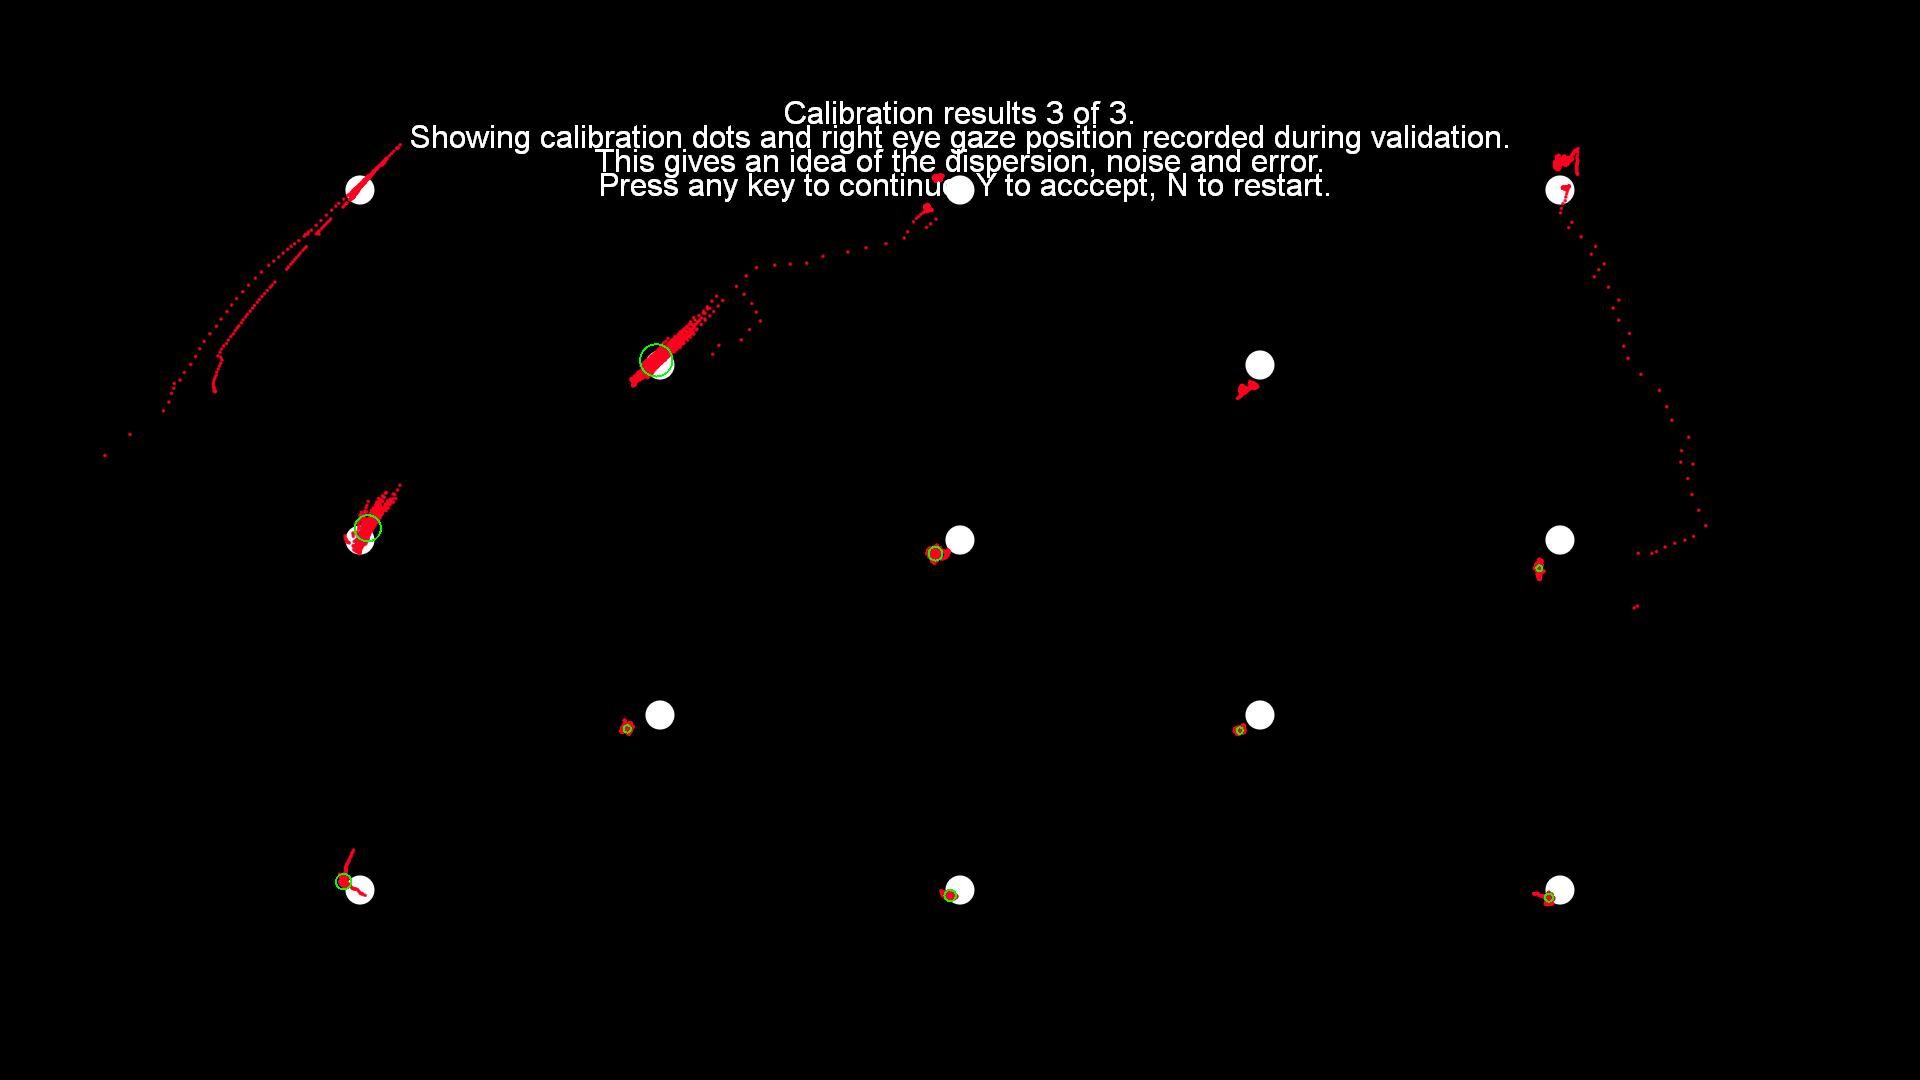 Calibration results 3 of 3.
Showing calibration dots and right eye gaze position recorded during validation.
This gives an idea of the dispersion, noise and error.
Press any key to continue Y to acccept, N to restart.